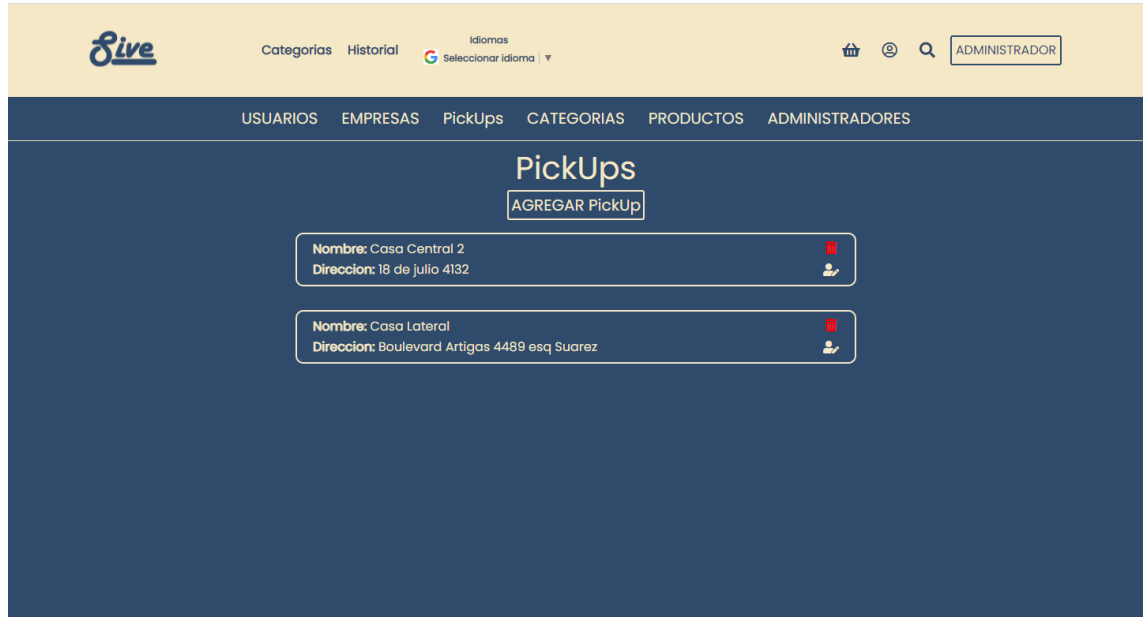 Sive
Categorias Historial
Idiomas
Seleccionar idioma ▼
ADMINISTRADOR
USUARIOS EMPRESAS PickUps CATEGORIAS PRODUCTOS ADMINISTRADORES
PickUps
AGREGAR PickUp
Nombre: Casa Central 2
Direccion: 18 de julio 4132
Nombre: Casa Lateral
Direccion: Boulevard Artigas 4489 esq Suarez